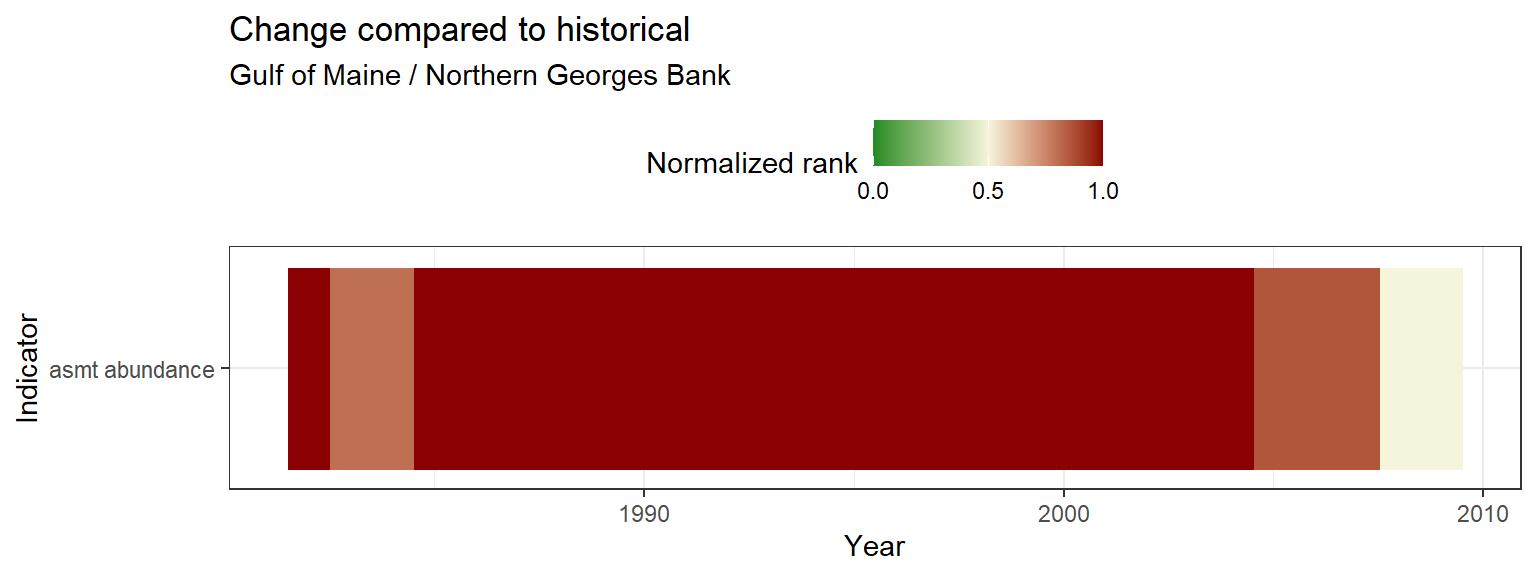 Change compared to historical
Gulf of Maine / Northern Georges Bank
Normalized rank
0.0 0.5 1.0
Indicator
asmt abundance
1990 2000 2010
Year